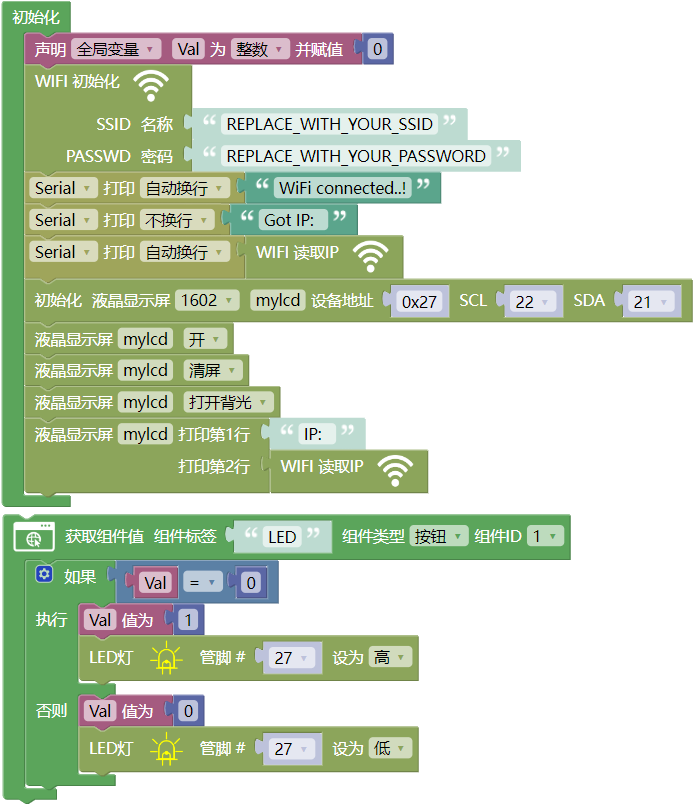 初始化
声明 全局变量 Val 为 整数 并赋值 0
WIFI 初始化
SSID 名称 “ REPLACE_WITH_YOUR_SSID ”
PASSWD 密码 “ REPLACE_WITH_YOUR_PASSWORD ”
Serial 打印 自动换行 “ WiFi connected..! ”
Serial 打印 不换行 “ Got IP: ”
Serial 打印 自动换行 WIFI 读取IP
初始化 液晶显示屏 1602 mylcd 设备地址 0x27 SCL 22 SDA 21
液晶显示屏 mylcd 开
液晶显示屏 mylcd 清屏
液晶显示屏 mylcd 打开背光
液晶显示屏 mylcd 打印第1行 “ IP: ”
打印第2行 WIFI 读取IP
获取组件值 组件标签 “ LED ” 组件类型 按钮 组件ID 1
如果 Val = 0
执行 Val 值为 1
LED灯 管脚 # 27 设为 高
否则 Val 值为 0
LED灯 管脚 # 27 设为 低